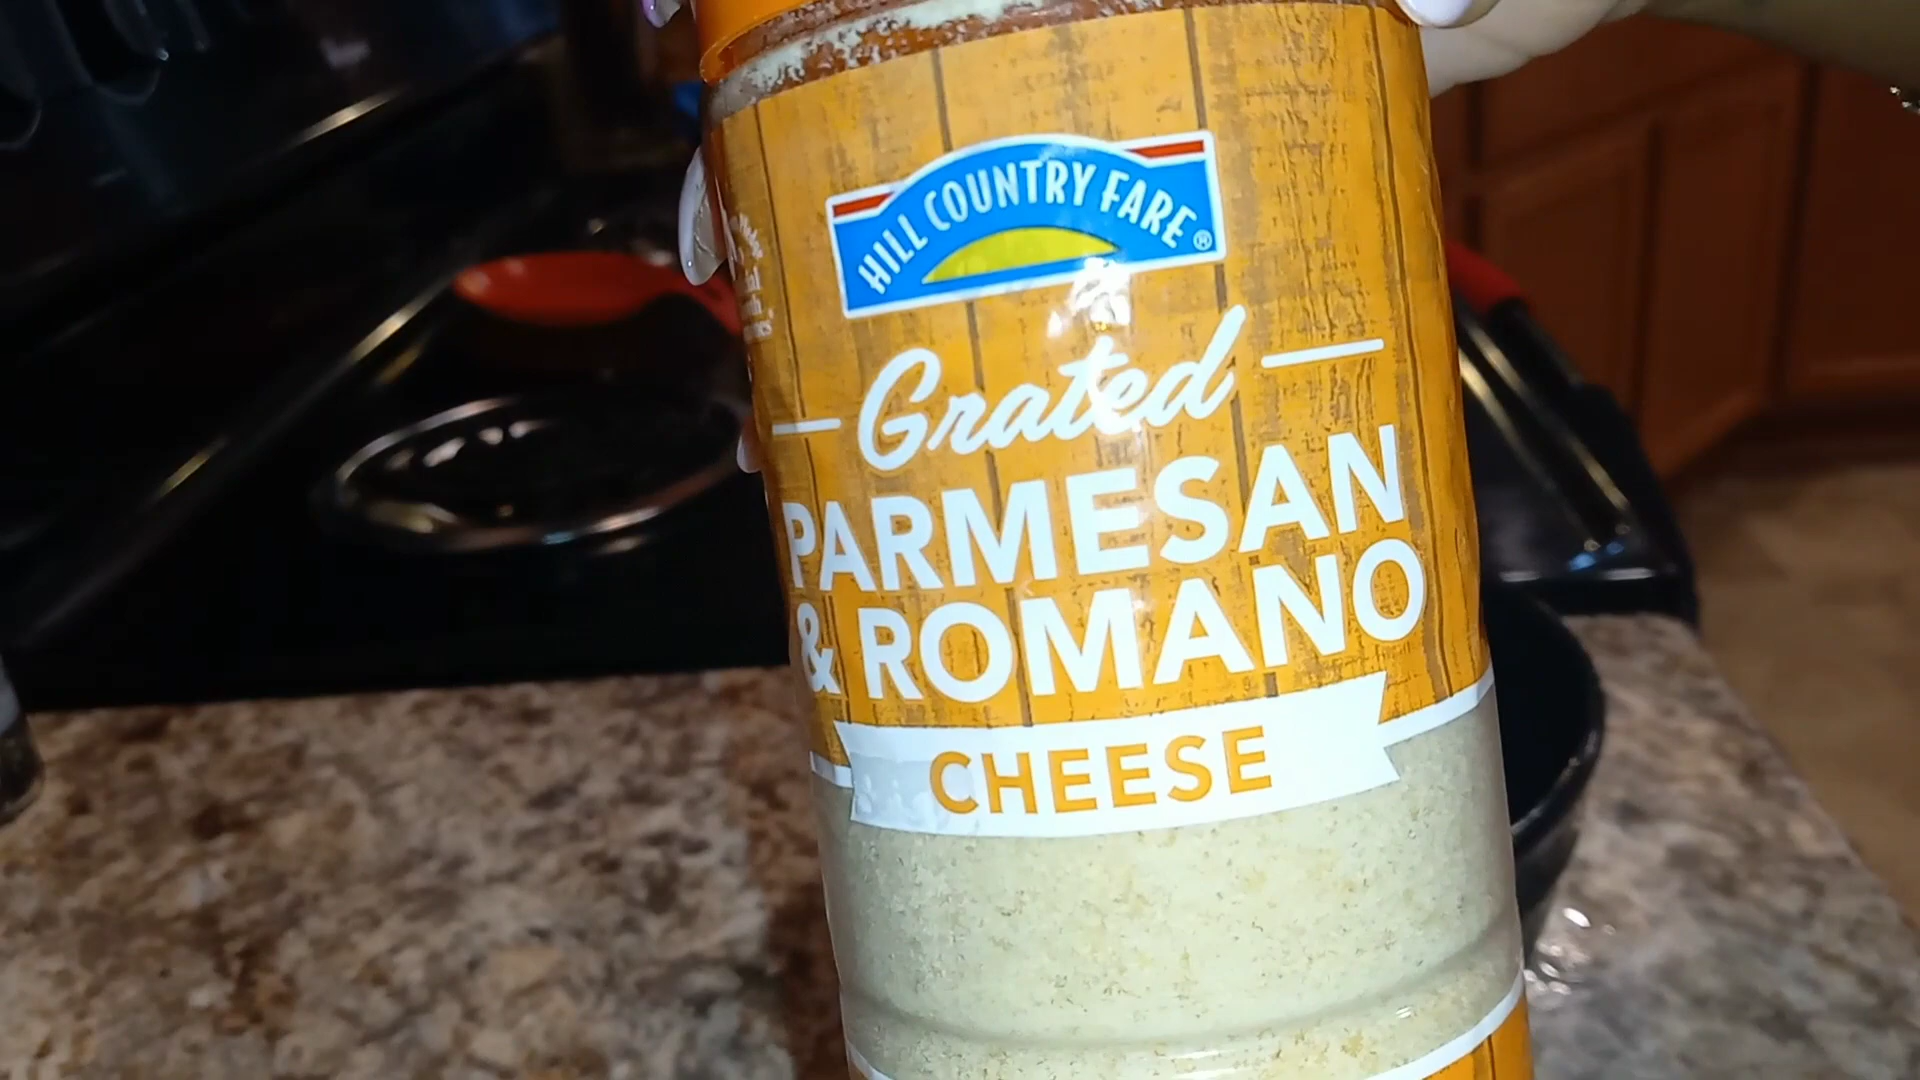 HILL COUNTRY FARE®
Grated
PARMESAN
& ROMANO
CHEESE